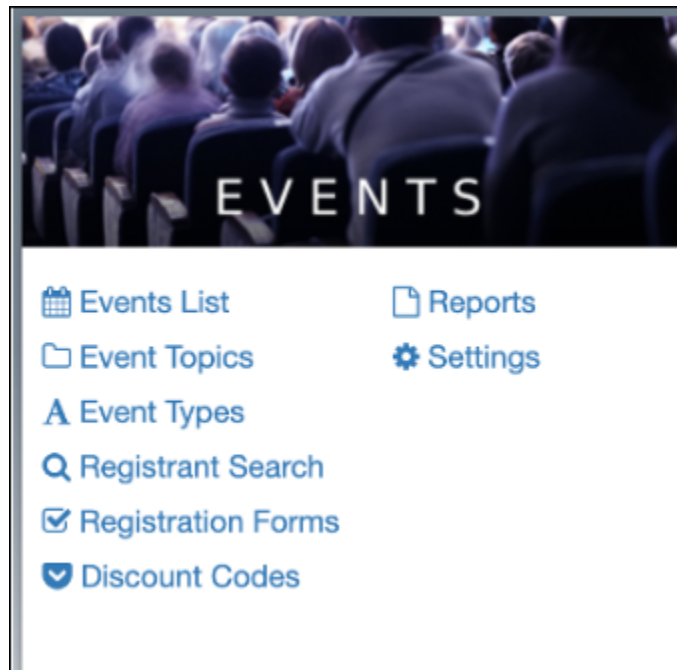 EVENTS
Events List
Event Topics
Event Types
Registrant Search
Registration Forms
Discount Codes
Reports
Settings